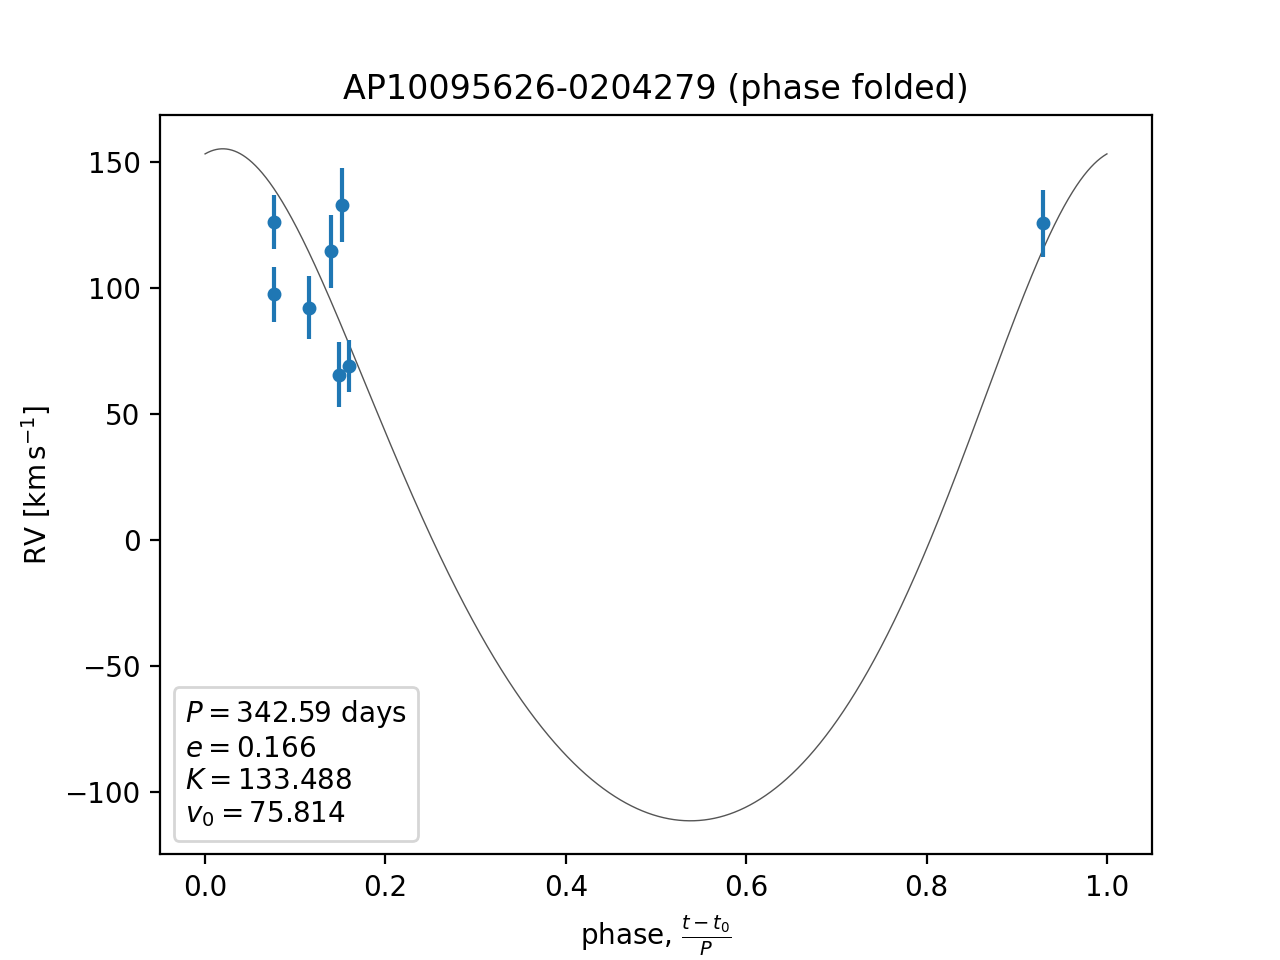 AP10095626-0204279 (phase folded)
RV [km s⁻¹]
150
100
50
0
−50
−100
P = 342.59 days
e = 0.166
K = 133.488
v₀ = 75.814
0.0 0.2 0.4 0.6 0.8 1.0
phase, (t − t₀)/P